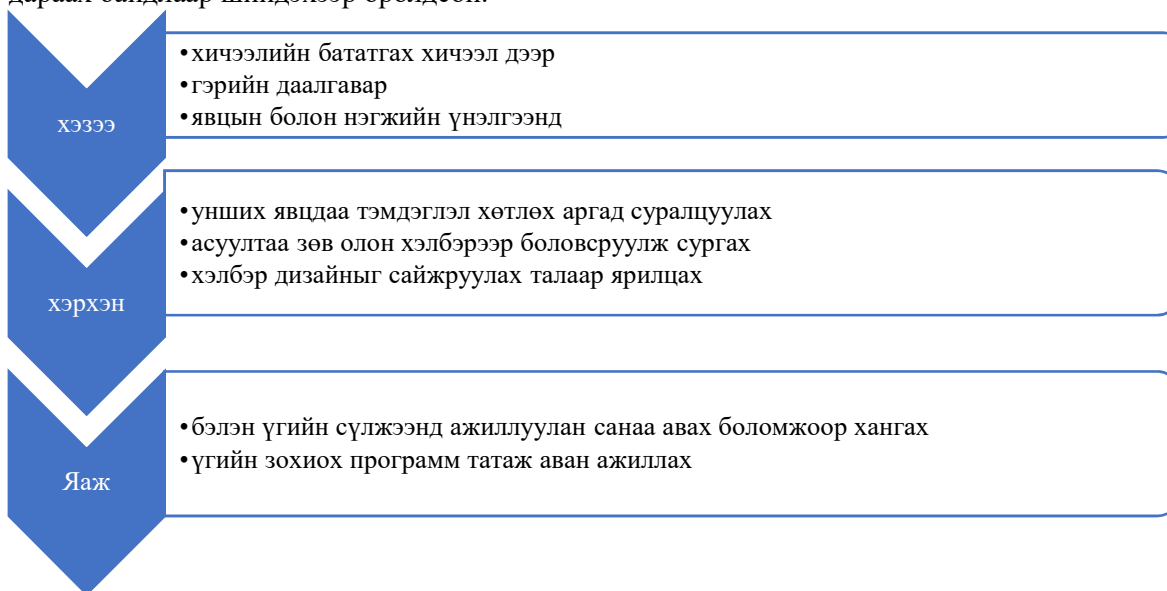 хэзээ
•хичээлийн бататгах хичээл дээр
•гэрийн даалгавар
•явцын болон нэгжийн үнэлгээнд
хэрхэн
•унших явцдаа тэмдэглэл хөтлөх аргад суралцуулах
•асуултаа зөв олон хэлбэрээр боловсруулж сургах
•хэлбэр дизайныг сайжруулах талаар ярилцах
Яаж
•бэлэн үгийн сүлжээнд ажиллуулан санаа авах боломжоор хангах
•үгийн зохиох программ татаж аван ажиллах